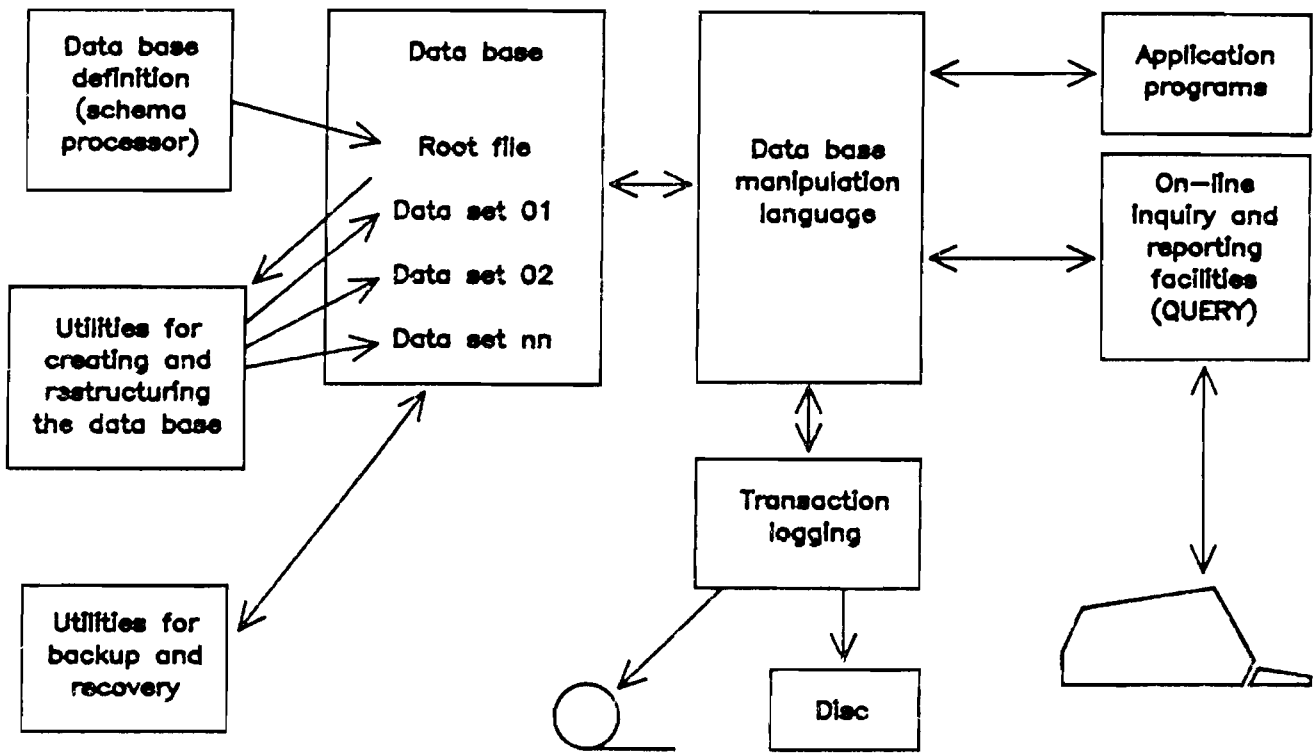 Data base
definition
(schema
processor)
Data base
Root file
Data set 01
Data set 02
Data set nn
Data base
manipulation
language
Application
programs
On-line
inquiry and
reporting
facilities
(QUERY)
Utilities for
creating and
restructuring
the data base
Transaction
logging
Utilities for
backup and
recovery
Disc